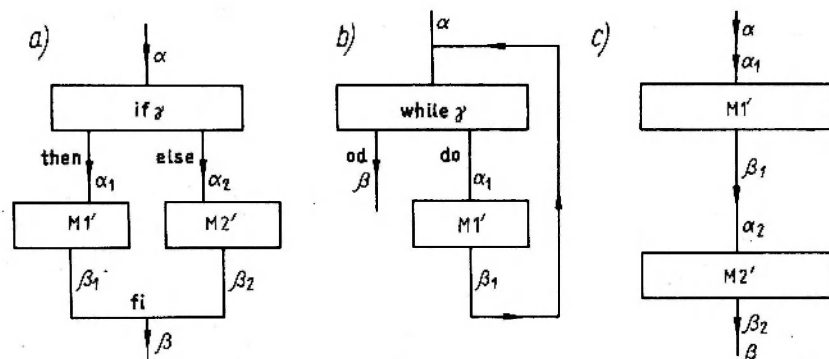 a)
α
if γ
then
else
α₁
α₂
M1′
M2′
β₁
β₂
fi
β
b)
α
while γ
od
do
β
α₁
M1′
β₁
c)
α
α₁
M1′
β₁
α₂
M2′
β₂
β